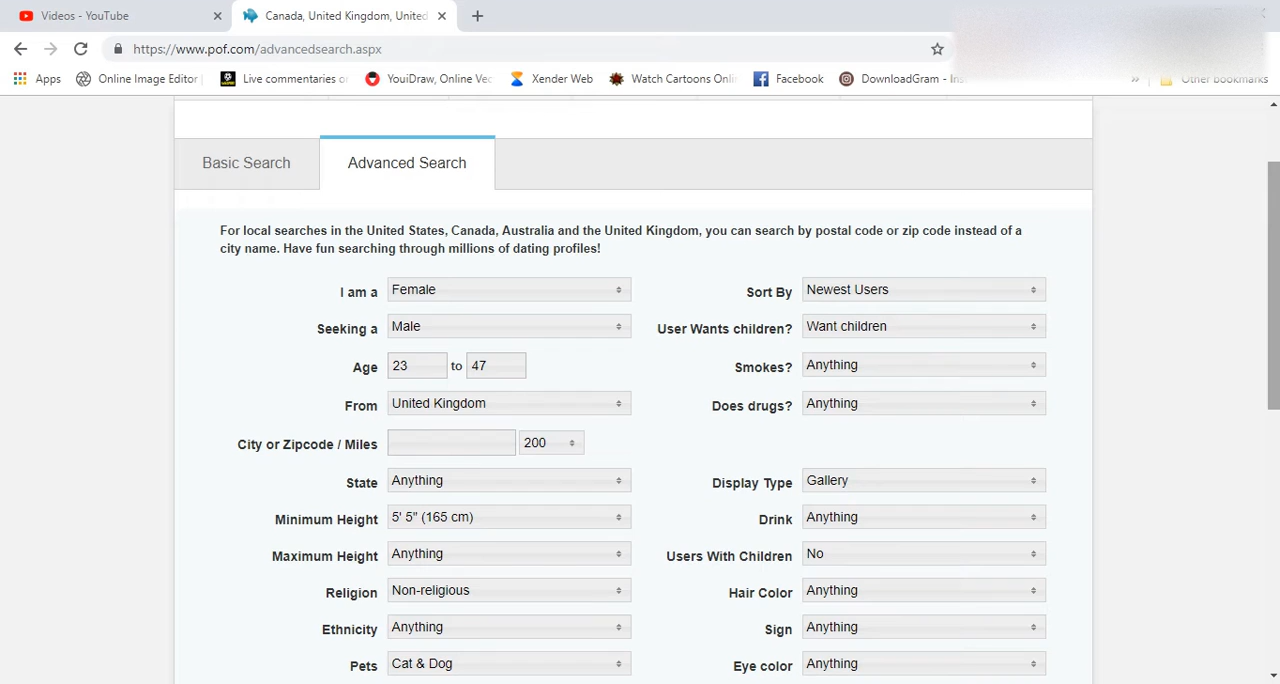 Videos - YouTube
Canada, United Kingdom, United
https://www.pof.com/advancedsearch.aspx
Apps Online Image Editor Live commentaries o YouiDraw, Online Vec Xender Web Watch Cartoons Onli Facebook DownloadGram - Ins » Other bookmarks
Basic Search Advanced Search
For local searches in the United States, Canada, Australia and the United Kingdom, you can search by postal code or zip code instead of a
city name. Have fun searching through millions of dating profiles!
I am a Female Sort By Newest Users
Seeking a Male User Wants children? Want children
Age 23 to 47 Smokes? Anything
From United Kingdom Does drugs? Anything
City or Zipcode / Miles 200
State Anything Display Type Gallery
Minimum Height 5' 5" (165 cm) Drink Anything
Maximum Height Anything Users With Children No
Religion Non-religious Hair Color Anything
Ethnicity Anything Sign Anything
Pets Cat & Dog Eye color Anything